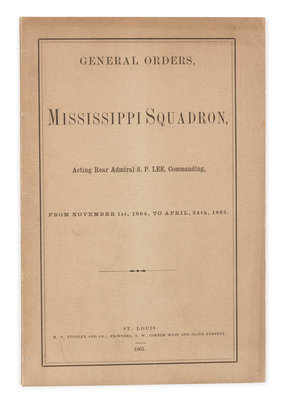 GENERAL ORDERS,
MISSISSIPPI SQUADRON,
Acting Rear Admiral S. P. LEE, Commanding,
FROM NOVEMBER 1st, 1864, TO APRIL, 24th, 1865.
ST. LOUIS:
R. P. STUDLEY AND CO., PRINTERS, S. W. CORNER MAIN AND OLIVE STREETS.
1865.